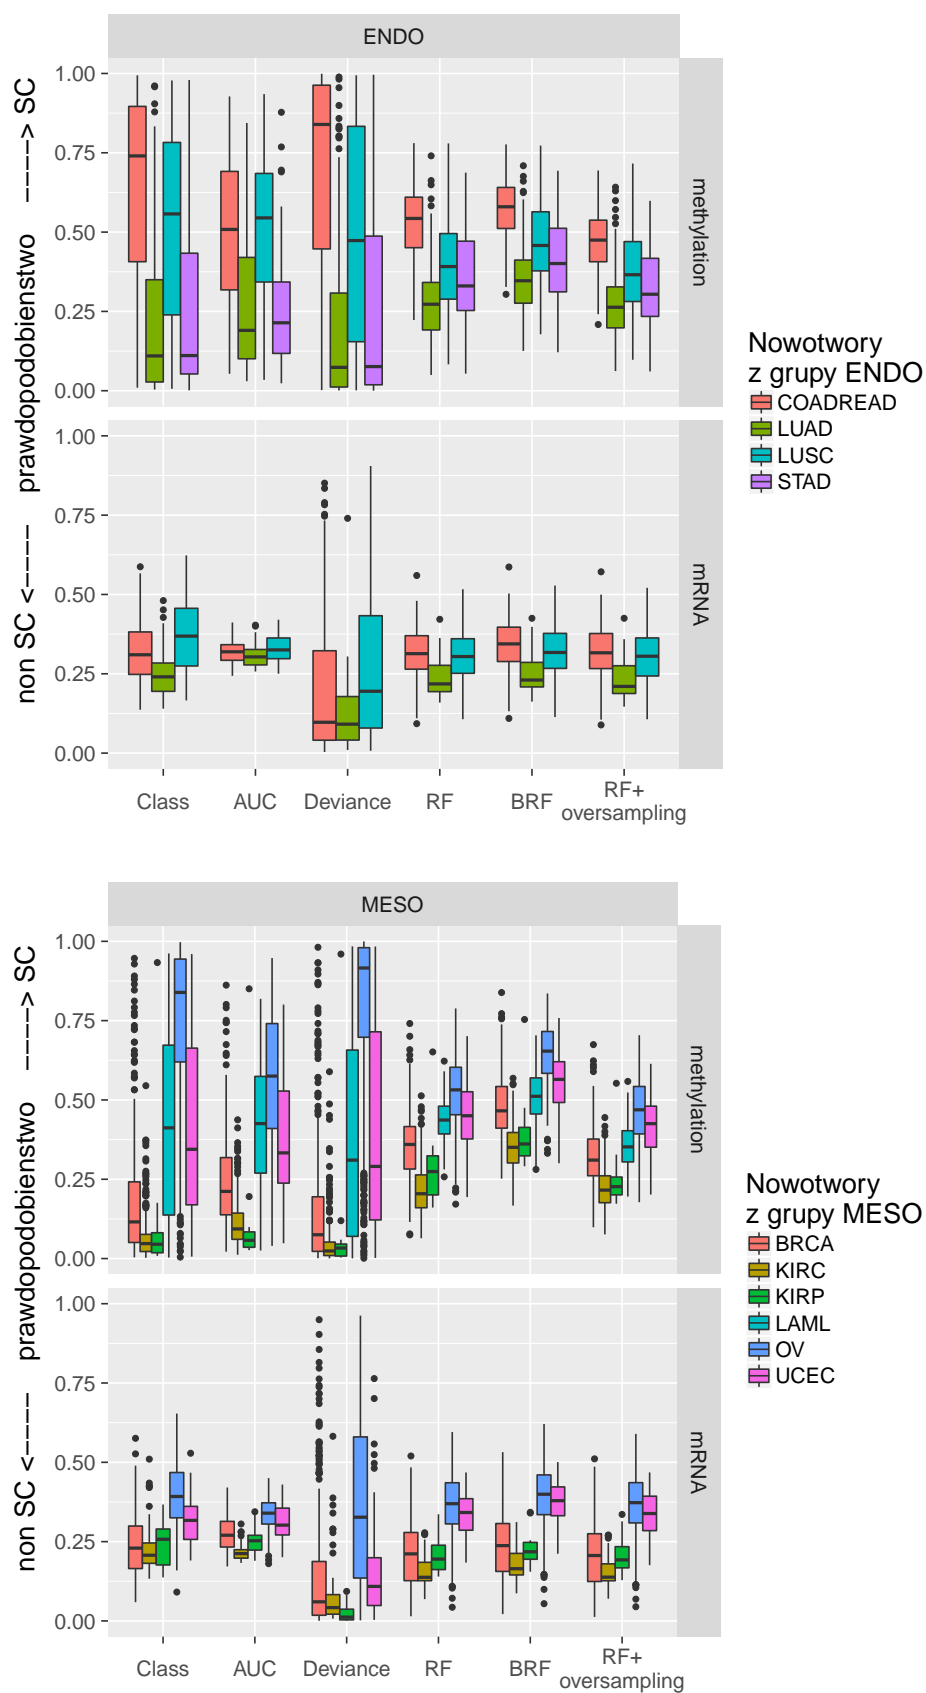 ENDO
non SC <----- prawdopodobienstwo ----> SC
1.00
0.75
0.50
0.25
0.00
methylation
1.00
0.75
0.50
0.25
0.00
mRNA
Class
AUC
Deviance
RF
BRF
RF+
oversampling
Nowotwory
z grupy ENDO
COADREAD
LUAD
LUSC
STAD
MESO
non SC <----- prawdopodobienstwo ----> SC
1.00
0.75
0.50
0.25
0.00
methylation
1.00
0.75
0.50
0.25
0.00
mRNA
Class
AUC
Deviance
RF
BRF
RF+
oversampling
Nowotwory
z grupy MESO
BRCA
KIRC
KIRP
LAML
OV
UCEC